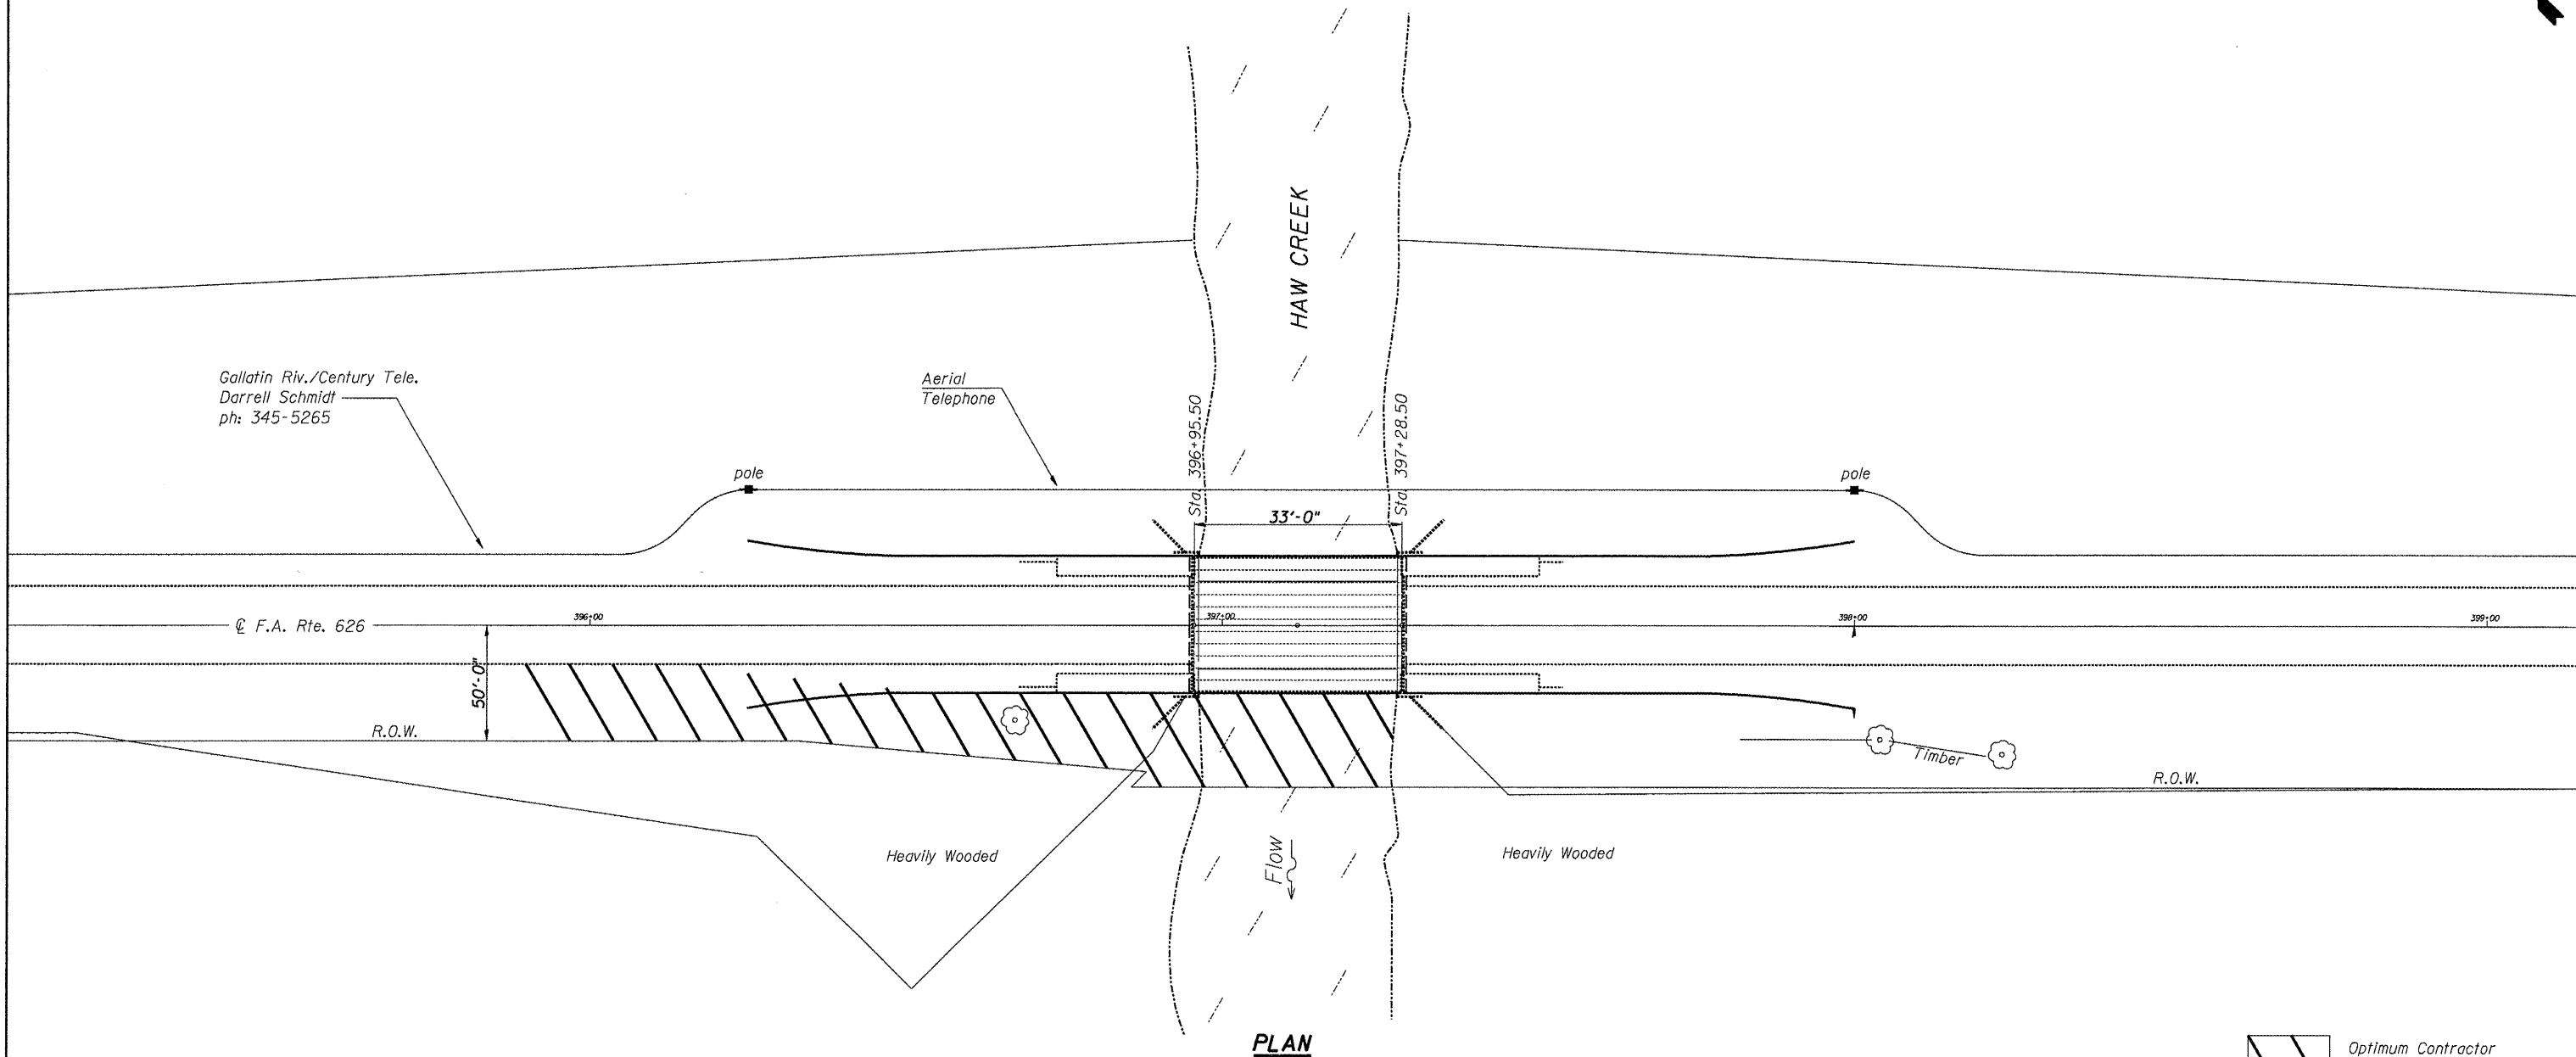 HAW CREEK
Gallatin Riv./Century Tele.
Darrell Schmidt
ph: 345-5265
Aerial
Telephone
Sta. 396+95.50
Sta. 397+28.50
pole
pole
33'-0"
℄ F.A. Rte. 626
396+00
397+00
398+00
399+00
50'-0"
R.O.W.
Timber
R.O.W.
Heavily Wooded
Flow
Heavily Wooded
PLAN
Optimum Contractor